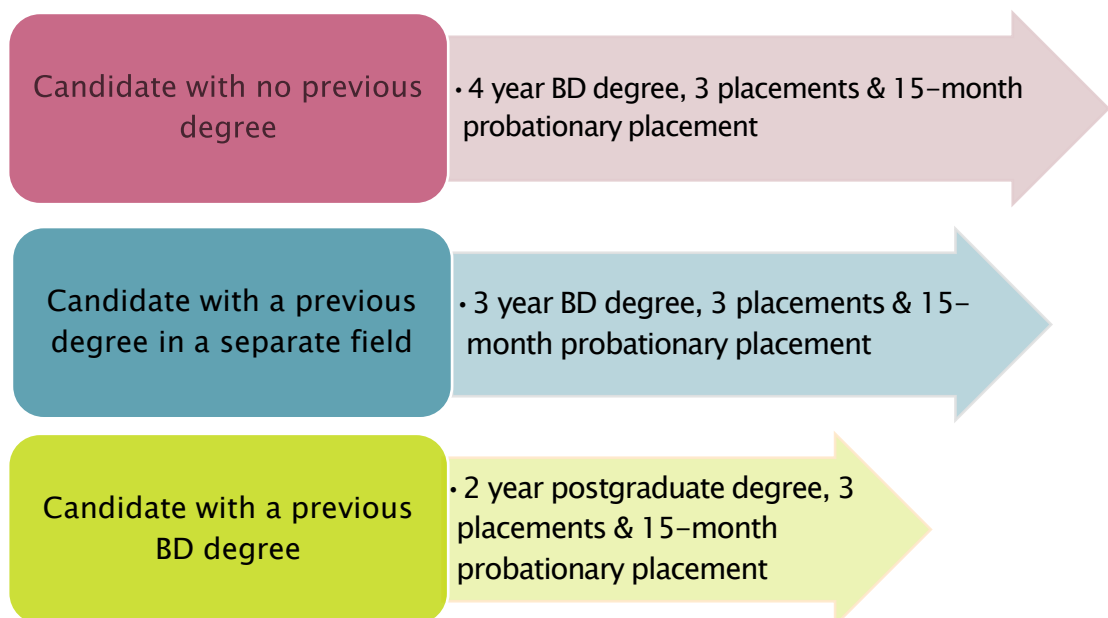 Candidate with no previous
degree
• 4 year BD degree, 3 placements & 15-month
probationary placement
Candidate with a previous
degree in a separate field
• 3 year BD degree, 3 placements & 15-
month probationary placement
Candidate with a previous
BD degree
• 2 year postgraduate degree, 3
placements & 15-month
probationary placement